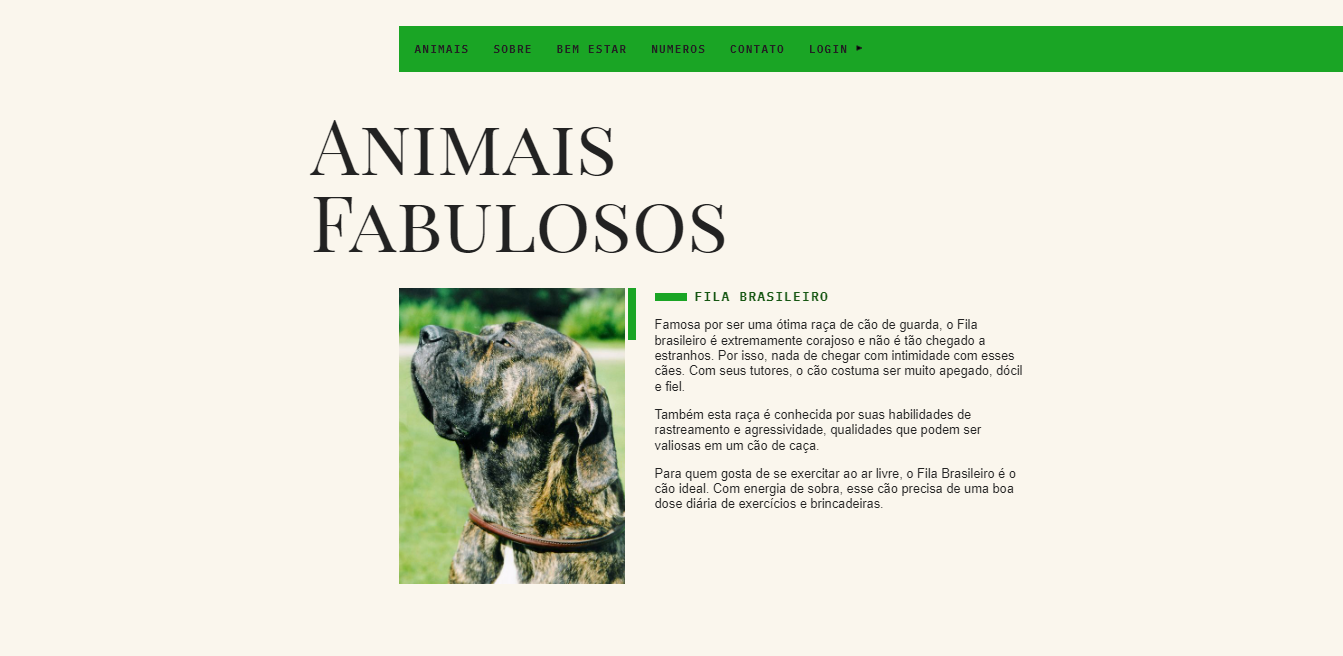 ANIMAIS SOBRE BEM ESTAR NUMEROS CONTATO LOGIN ►
ANIMAIS
FABULOSOS
FILA BRASILEIRO
Famosa por ser uma ótima raça de cão de guarda, o Fila
brasileiro é extremamente corajoso e não é tão chegado a
estranhos. Por isso, nada de chegar com intimidade com esses
cães. Com seus tutores, o cão costuma ser muito apegado, dócil
e fiel.
Também esta raça é conhecida por suas habilidades de
rastreamento e agressividade, qualidades que podem ser
valiosas em um cão de caça.
Para quem gosta de se exercitar ao ar livre, o Fila Brasileiro é o
cão ideal. Com energia de sobra, esse cão precisa de uma boa
dose diária de exercícios e brincadeiras.